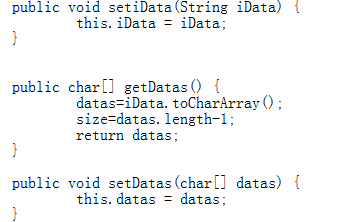 public void setiData(String iData) {
        this.iData = iData;
}
public char[] getDatas() {
        datas=iData.toCharArray();
        size=datas.length-1;
        return datas;
}
public void setDatas(char[] datas) {
        this.datas = datas;
}